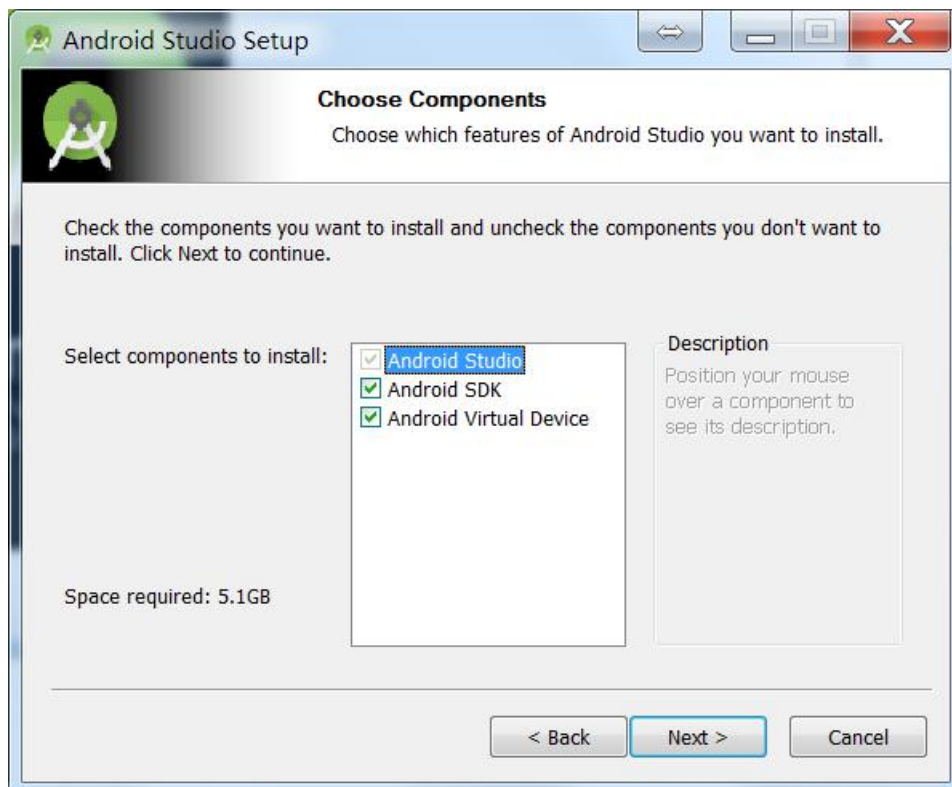 Android Studio Setup
Choose Components
Choose which features of Android Studio you want to install.
Check the components you want to install and uncheck the components you don't want to
install. Click Next to continue.
Select components to install:
Android Studio
Android SDK
Android Virtual Device
Description
Position your mouse
over a component to
see its description.
Space required: 5.1GB
< Back
Next >
Cancel